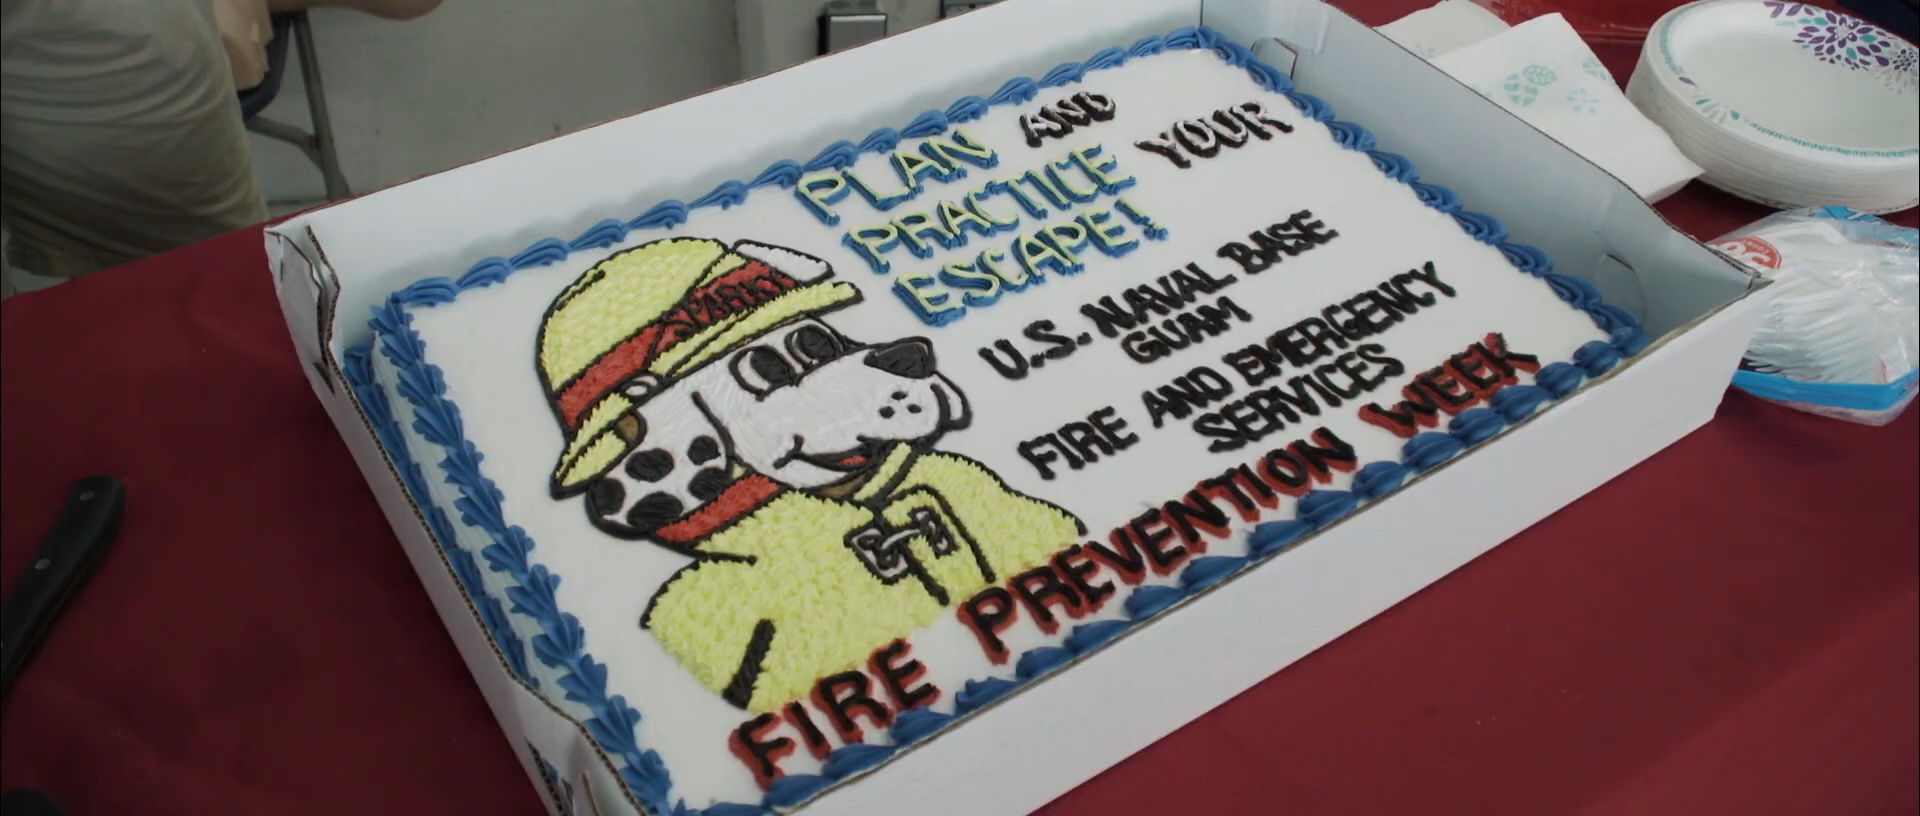 PLAN AND
PRACTICE YOUR
ESCAPE!
U.S. NAVAL BASE
GUAM
FIRE AND EMERGENCY
SERVICES
FIRE PREVENTION WEEK
SPARKY